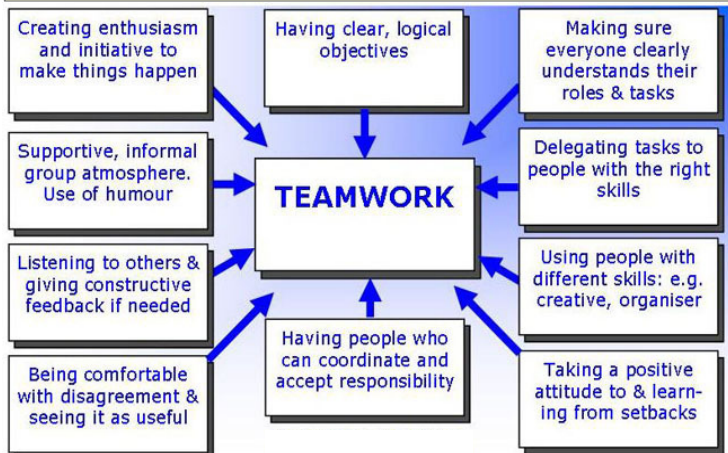 Creating enthusiasm
and initiative to
make things happen
Having clear, logical
objectives
Making sure
everyone clearly
understands their
roles & tasks
Supportive, informal
group atmosphere.
Use of humour
TEAMWORK
Delegating tasks to
people with the right
skills
Listening to others &
giving constructive
feedback if needed
Using people with
different skills: e.g.
creative, organiser
Being comfortable
with disagreement &
seeing it as useful
Having people who
can coordinate and
accept responsibility
Taking a positive
attitude to & learn-
ing from setbacks